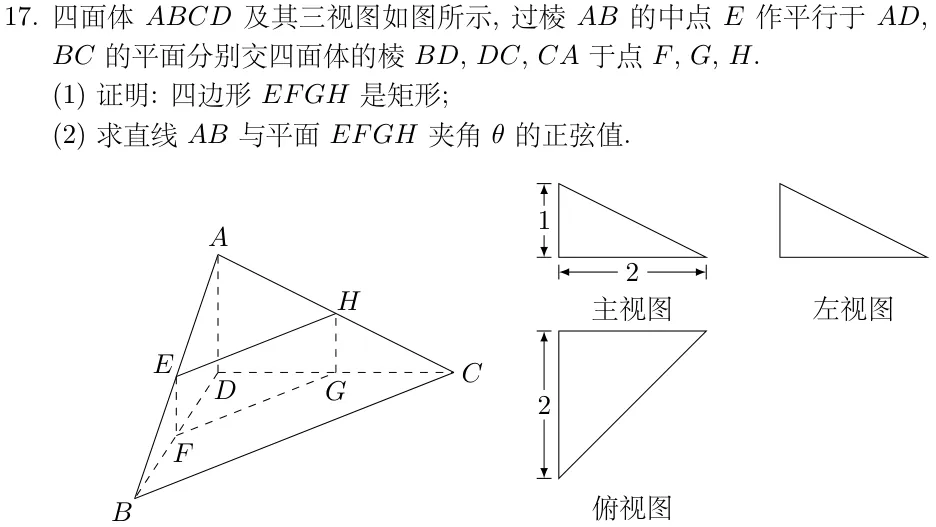 17. 四面体 ABCD 及其三视图如图所示, 过棱 AB 的中点 E 作平行于 AD,
BC 的平面分别交四面体的棱 BD, DC, CA 于点 F, G, H.
(1) 证明: 四边形 EFGH 是矩形;
(2) 求直线 AB 与平面 EFGH 夹角 θ 的正弦值.
A
H
E
D
G
C
F
B
1
2
主视图
左视图
2
俯视图